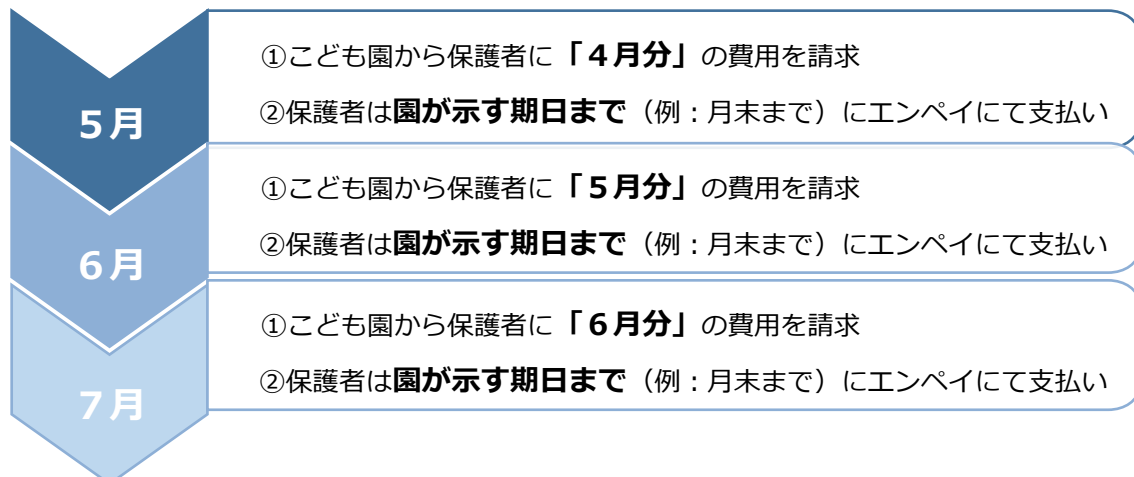 5月
①こども園から保護者に「４月分」の費用を請求
②保護者は園が示す期日まで（例：月末まで）にエンペイにて支払い
6月
①こども園から保護者に「５月分」の費用を請求
②保護者は園が示す期日まで（例：月末まで）にエンペイにて支払い
7月
①こども園から保護者に「６月分」の費用を請求
②保護者は園が示す期日まで（例：月末まで）にエンペイにて支払い